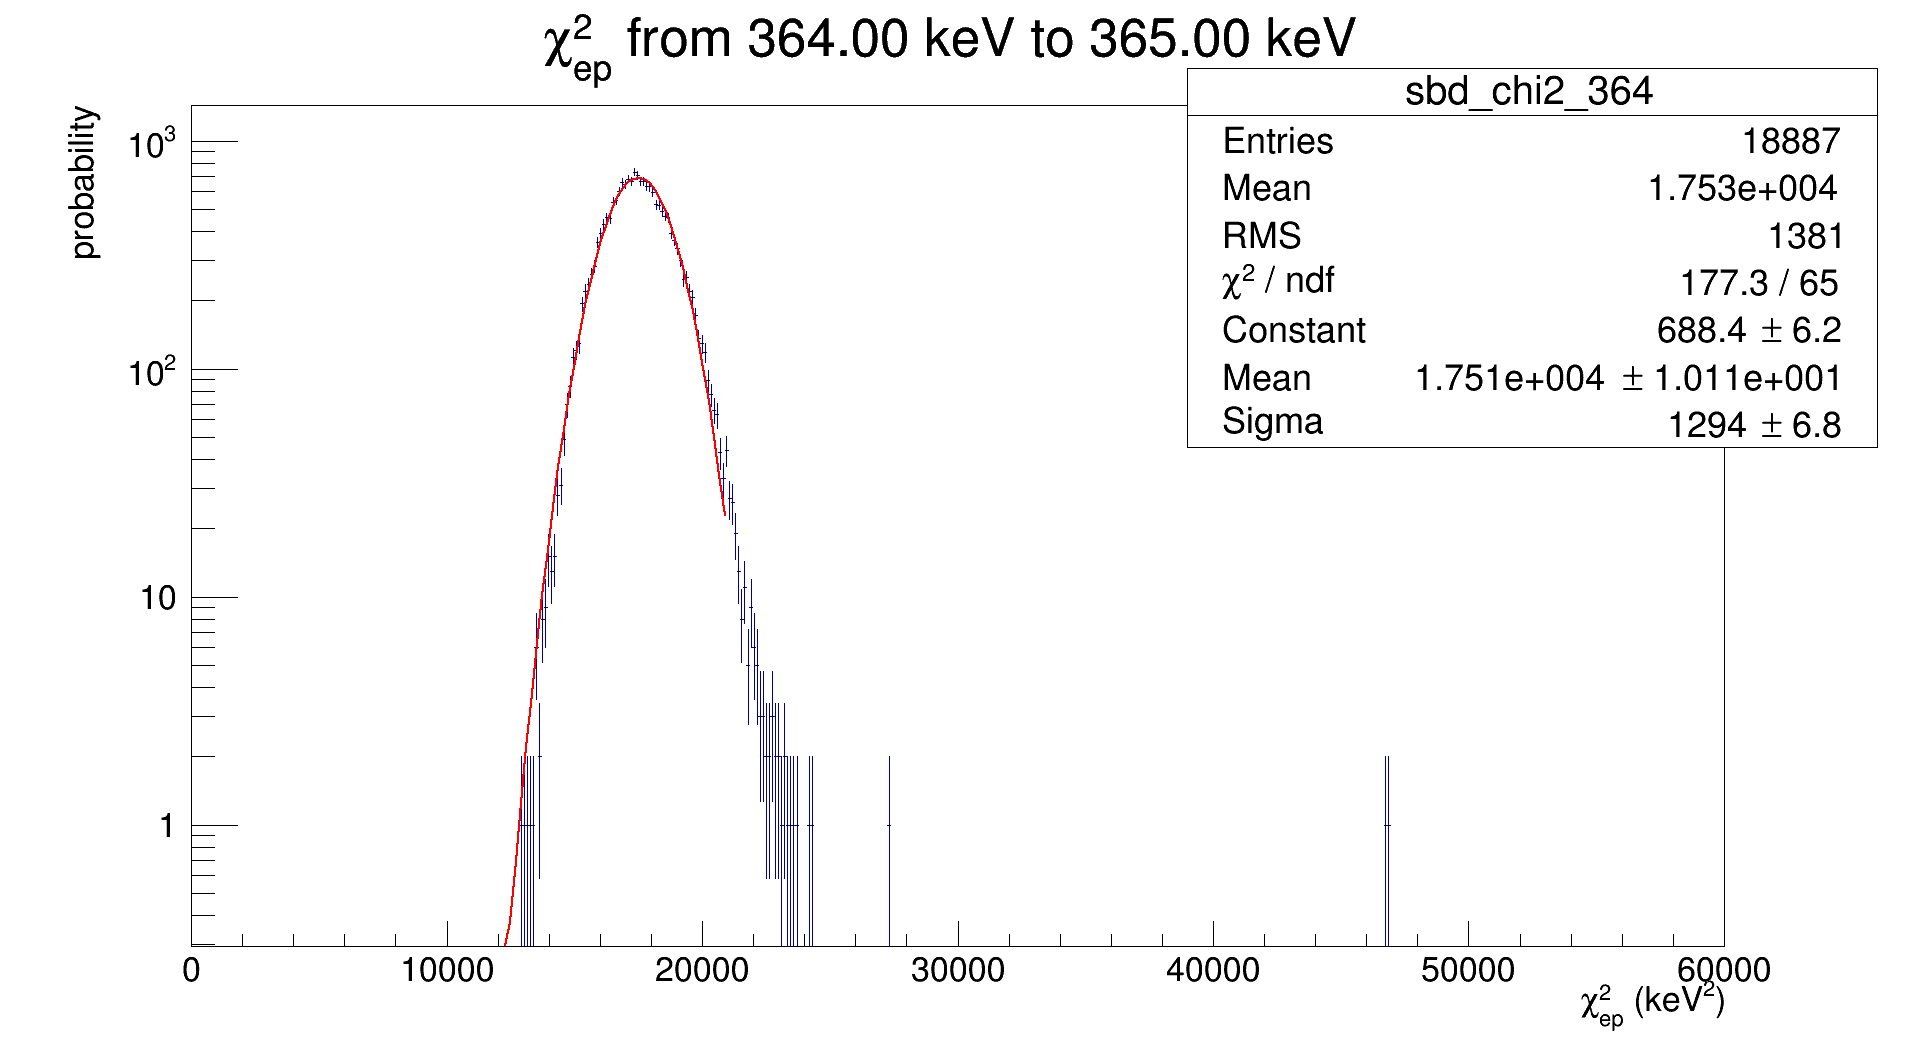 χ²ep from 364.00 keV to 365.00 keV
probability
10³
10²
10
1
0 10000 20000 30000 40000 50000 60000
χ²ep (keV²)
sbd_chi2_364
Entries 18887
Mean 1.753e+004
RMS 1381
χ² / ndf 177.3 / 65
Constant 688.4 ± 6.2
Mean 1.751e+004 ± 1.011e+001
Sigma 1294 ± 6.8